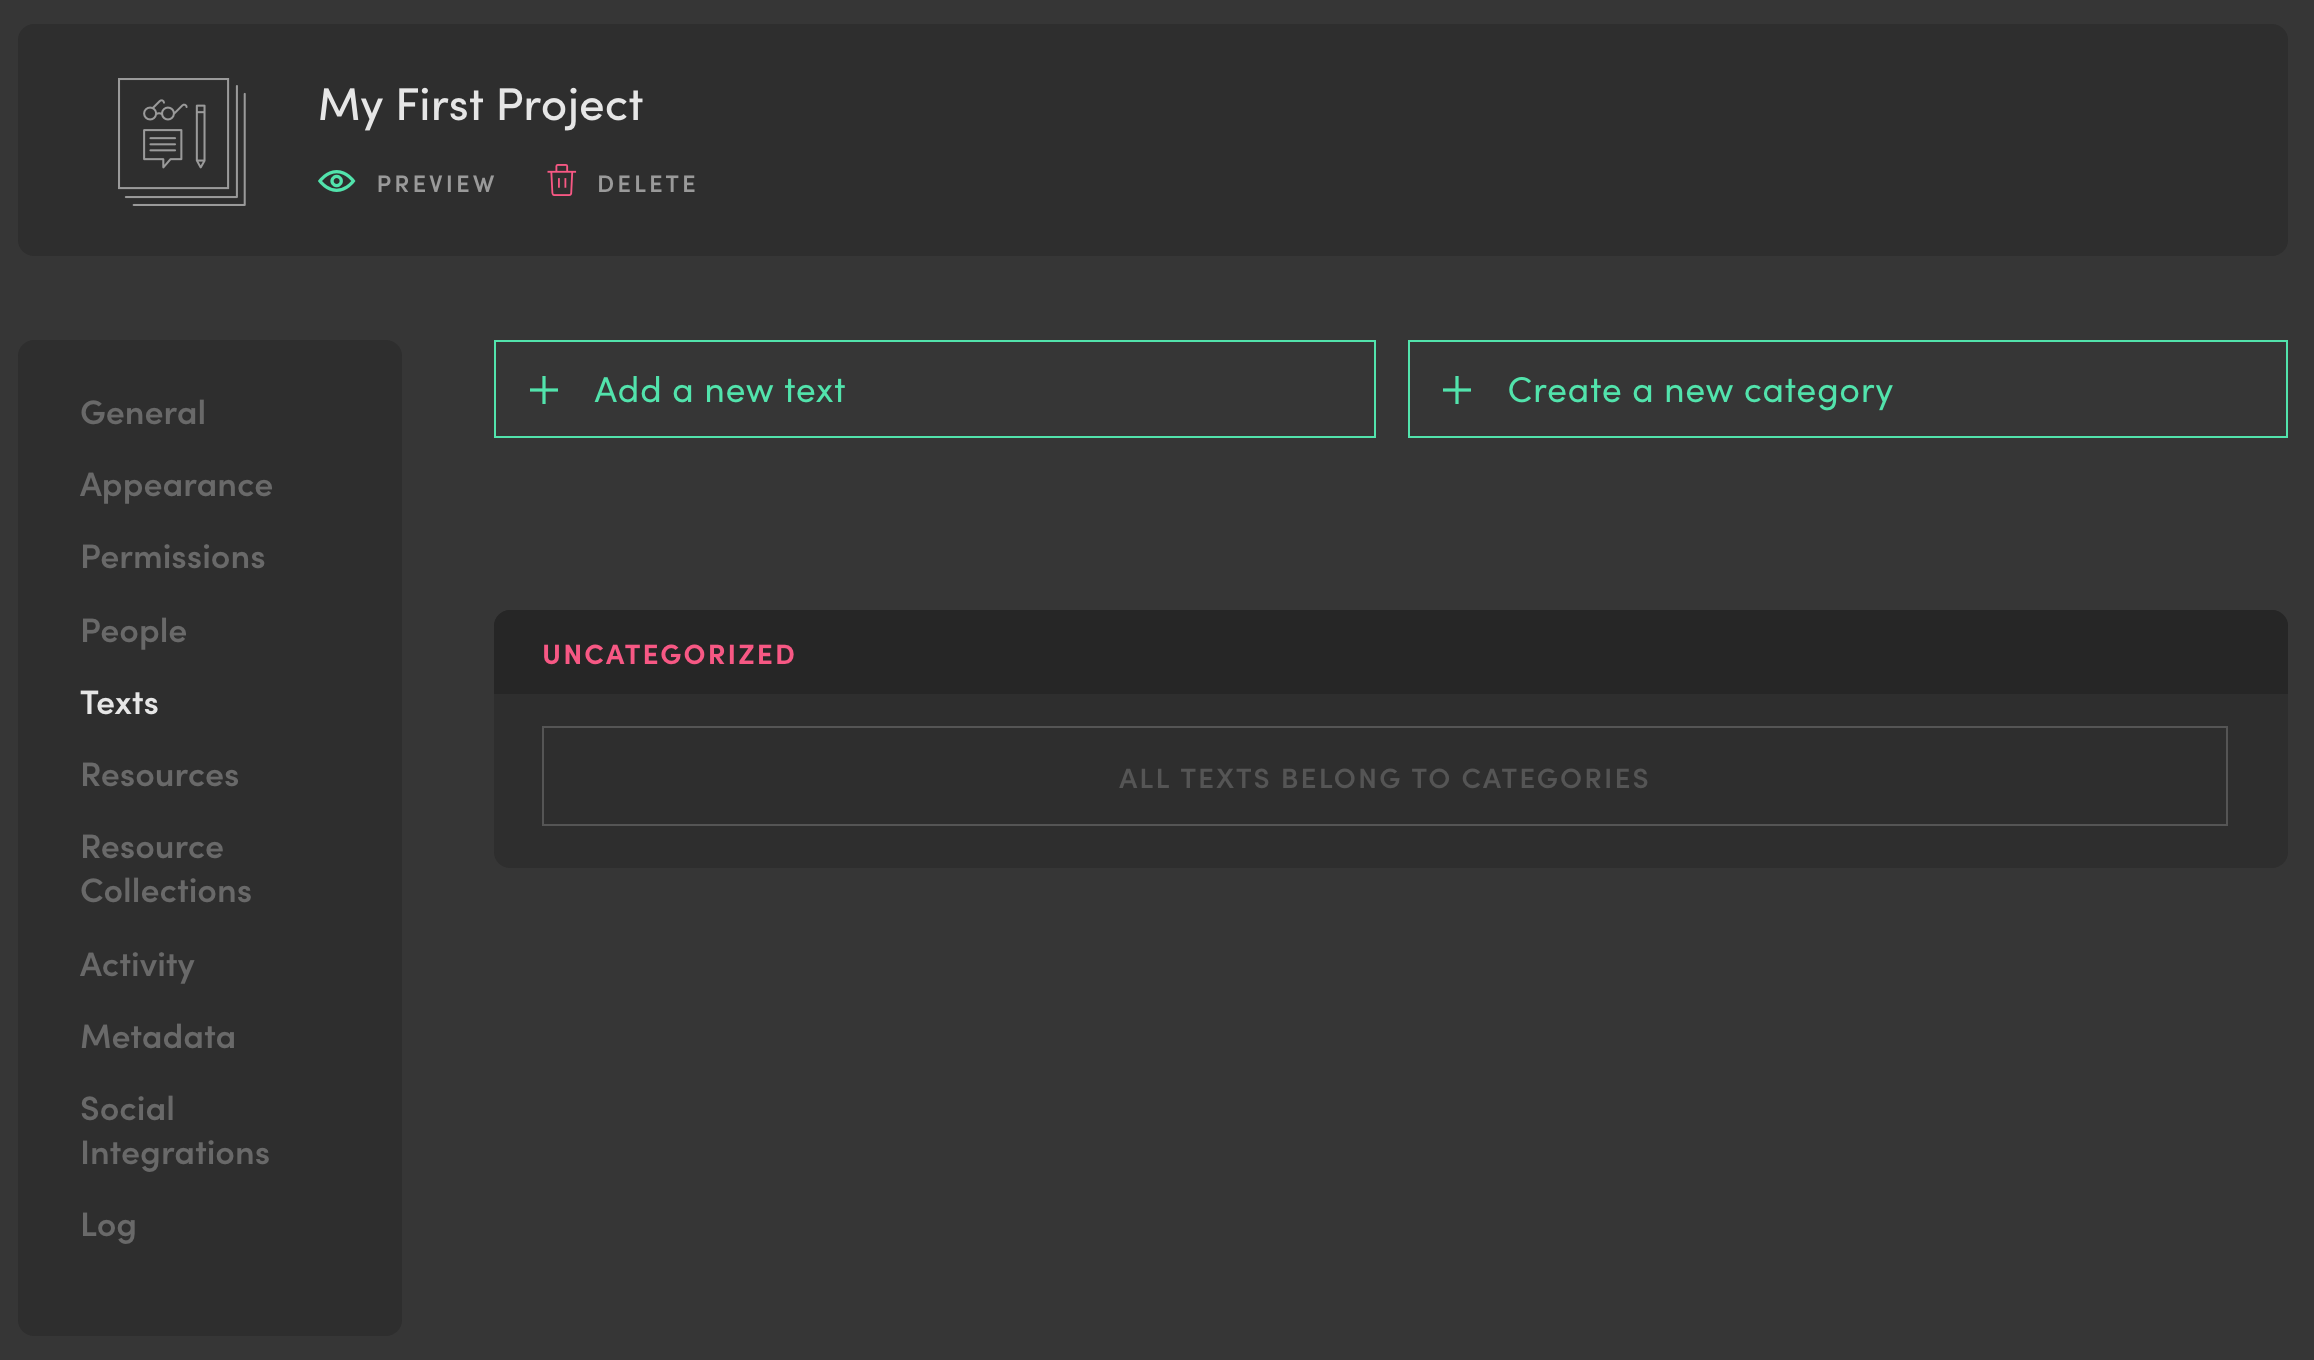 My First Project
PREVIEW
DELETE
General
Appearance
Permissions
People
Texts
Resources
Resource
Collections
Activity
Metadata
Social
Integrations
Log
Add a new text
Create a new category
UNCATEGORIZED
ALL TEXTS BELONG TO CATEGORIES